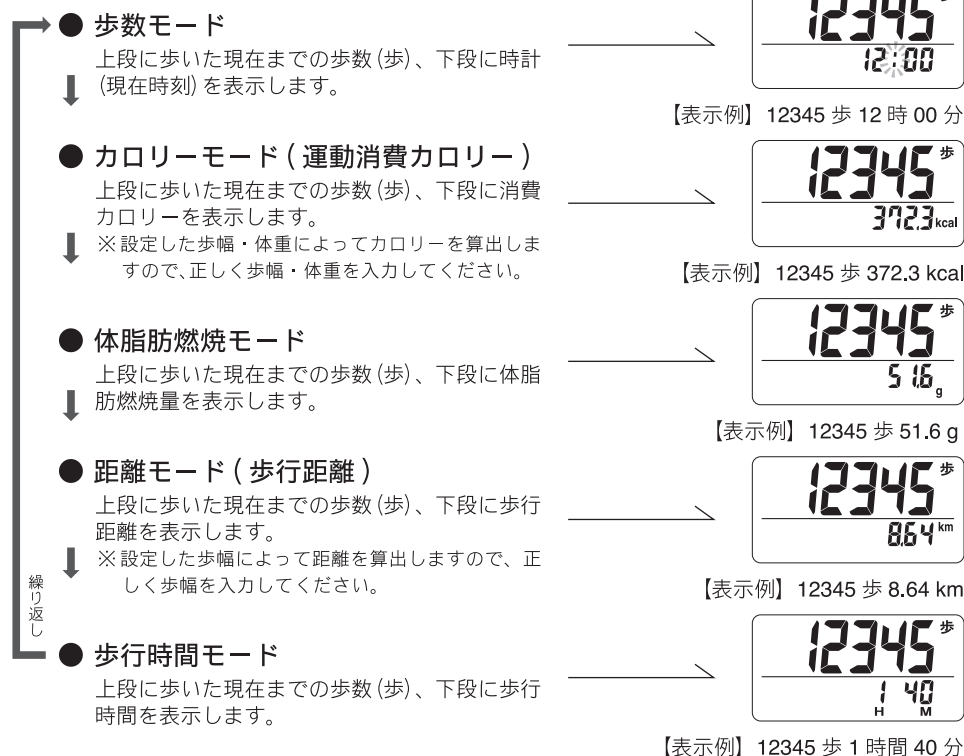 ● 歩数モード
上段に歩いた現在までの歩数(歩)、下段に時計
(現在時刻)を表示します。
12345
12:00
【表示例】 12345 歩 12 時 00 分
● カロリーモード ( 運動消費カロリー )
上段に歩いた現在までの歩数(歩)、下段に消費
カロリーを表示します。
※設定した歩幅・体重によってカロリーを算出しま
すので、正しく歩幅・体重を入力してください。
12345 歩
372.3 kcal
【表示例】 12345 歩 372.3 kcal
● 体脂肪燃焼モード
上段に歩いた現在までの歩数(歩)、下段に体脂
肪燃焼量を表示します。
12345 歩
51.6 g
【表示例】 12345 歩 51.6 g
● 距離モード ( 歩行距離 )
上段に歩いた現在までの歩数(歩)、下段に歩行
距離を表示します。
※設定した歩幅によって距離を算出しますので、正
しく歩幅を入力してください。
12345 歩
8.64 km
【表示例】 12345 歩 8.64 km
繰り返し
● 歩行時間モード
上段に歩いた現在までの歩数(歩)、下段に歩行
時間を表示します。
12345 歩
1 40
H M
【表示例】 12345 歩 1 時間 40 分